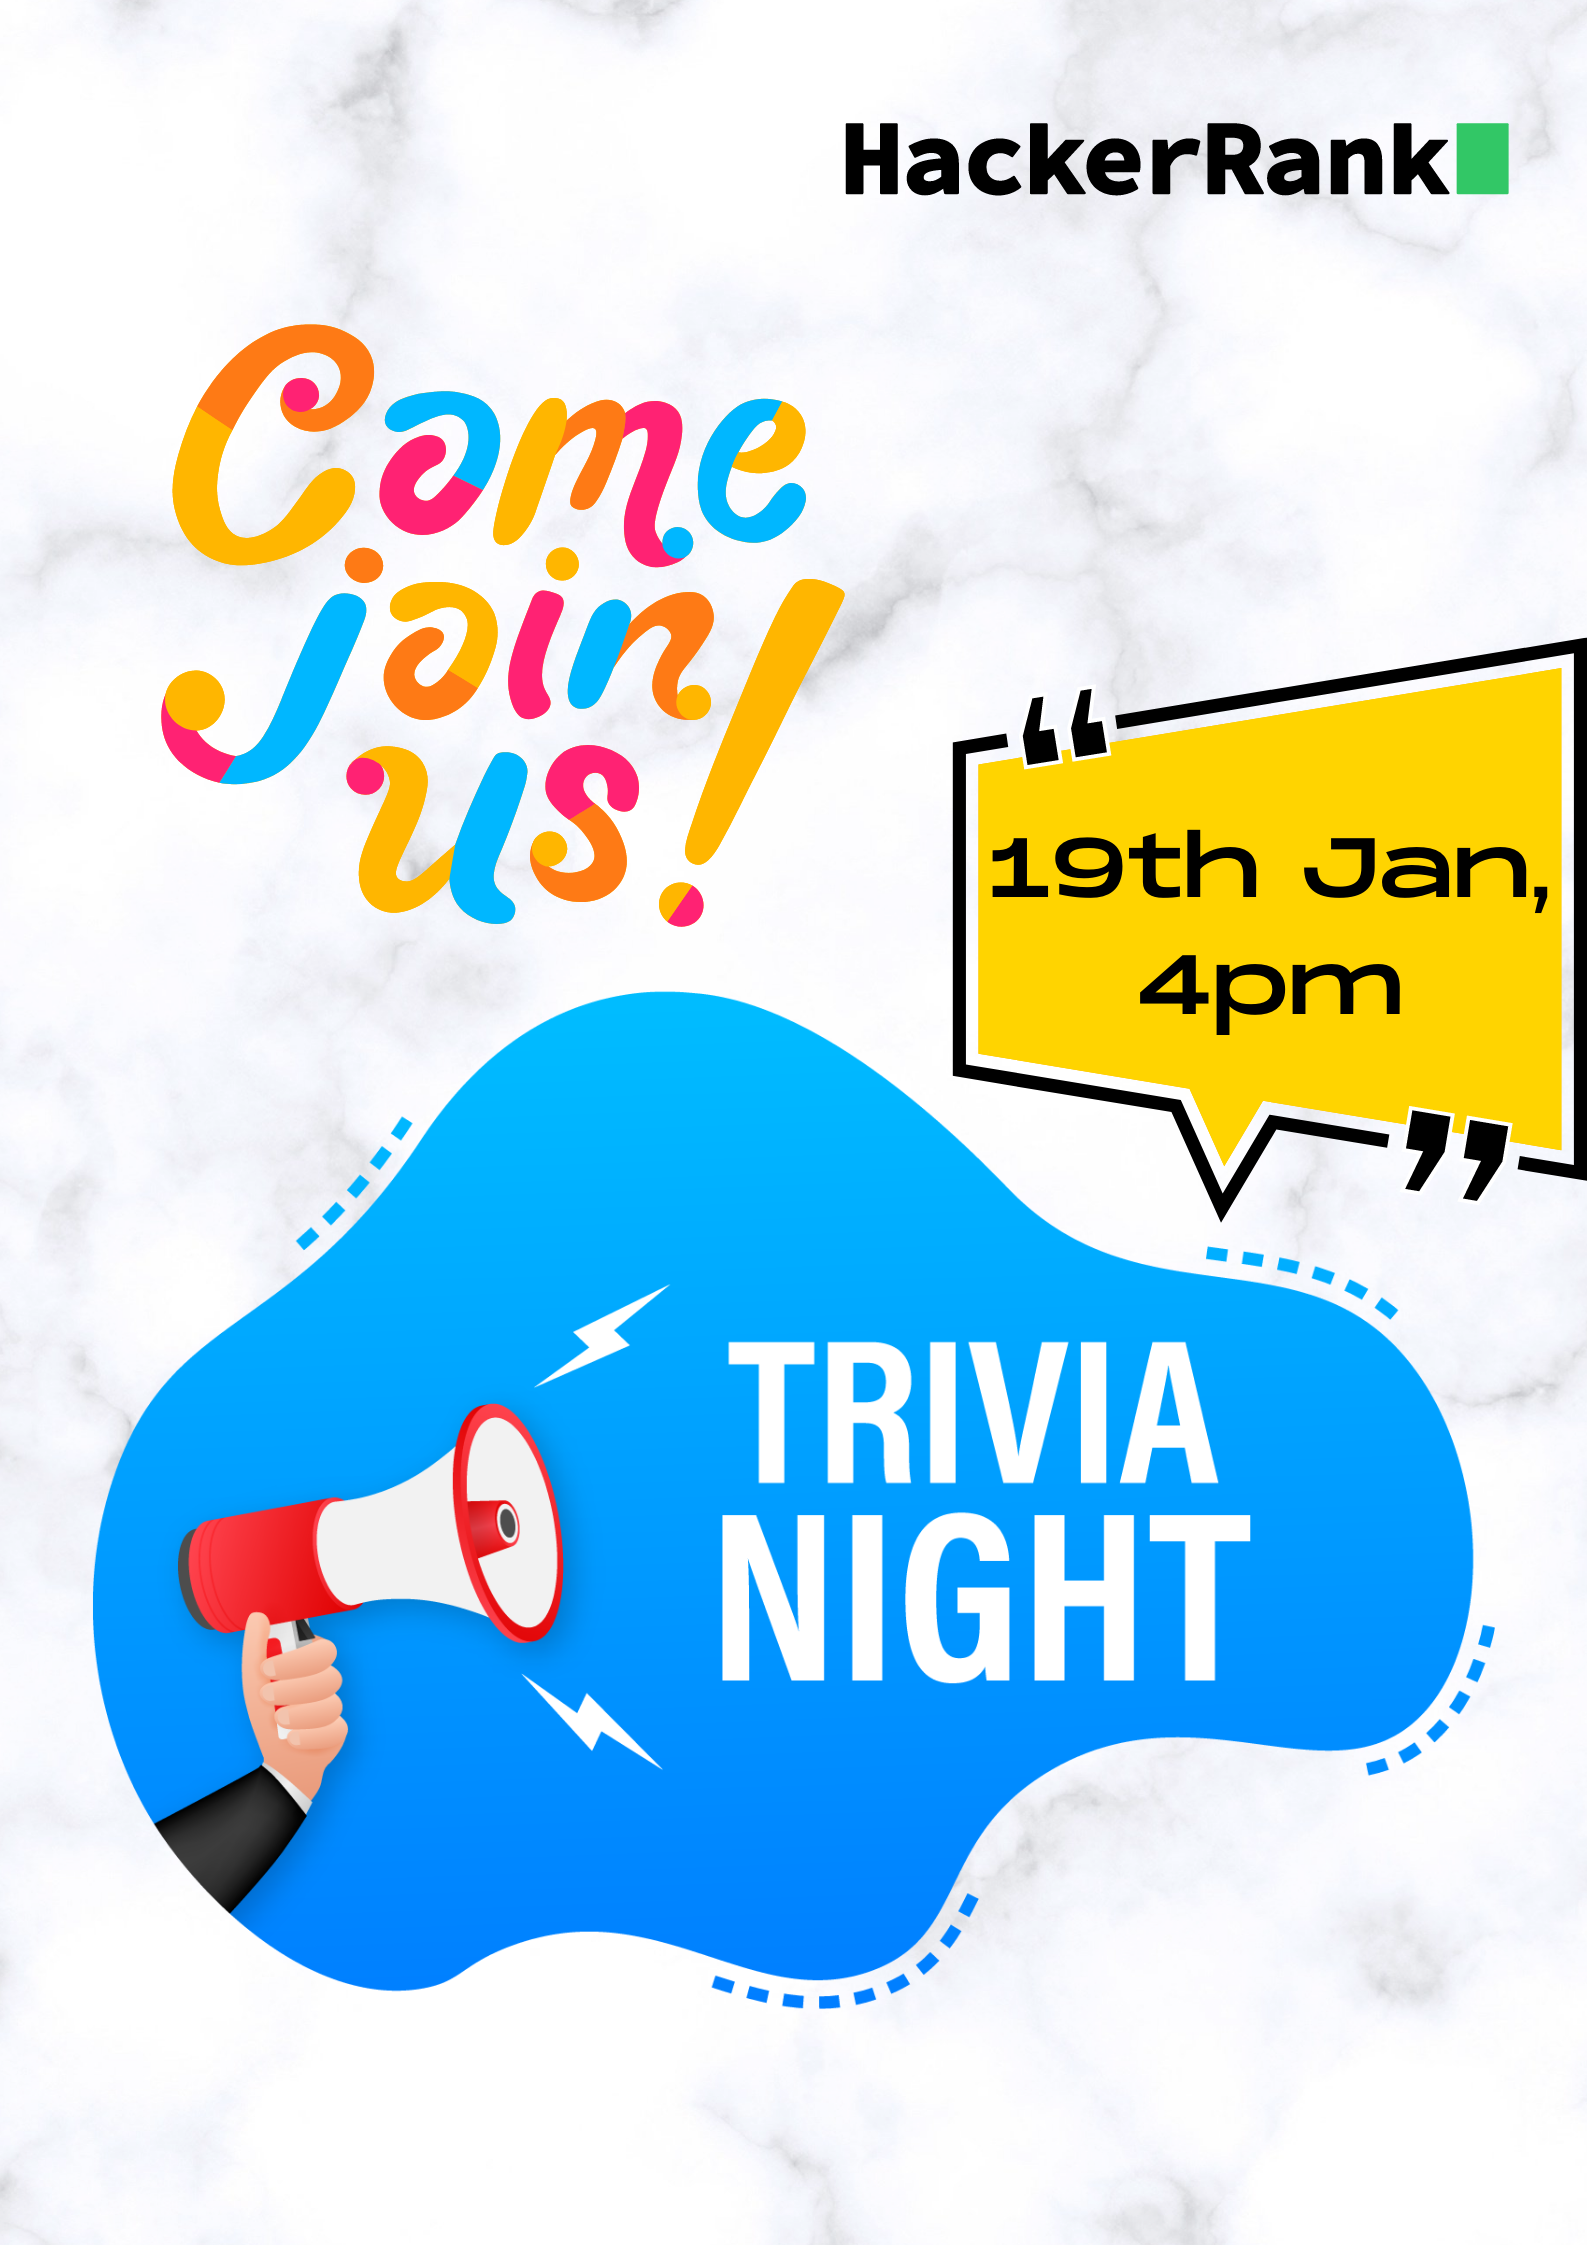 HackerRank
Come
join
us!
❝
19th Jan,
4pm
❞
TRIVIA
NIGHT